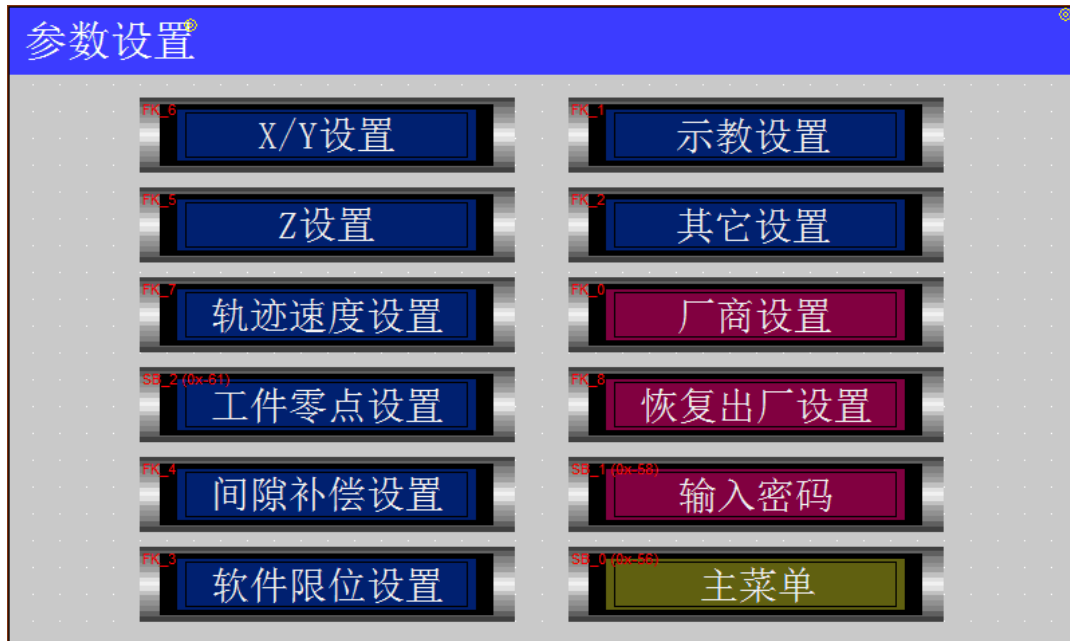 参数设置
FK_6
X/Y设置
FK_1
示教设置
FK_5
Z设置
FK_2
其它设置
FK_7
轨迹速度设置
FK_0
厂商设置
SB_2 (0x-61)
工件零点设置
FK_8
恢复出厂设置
FK_4
间隙补偿设置
SB_1 (0x-58)
输入密码
FK_3
软件限位设置
SB_0 (0x-56)
主菜单